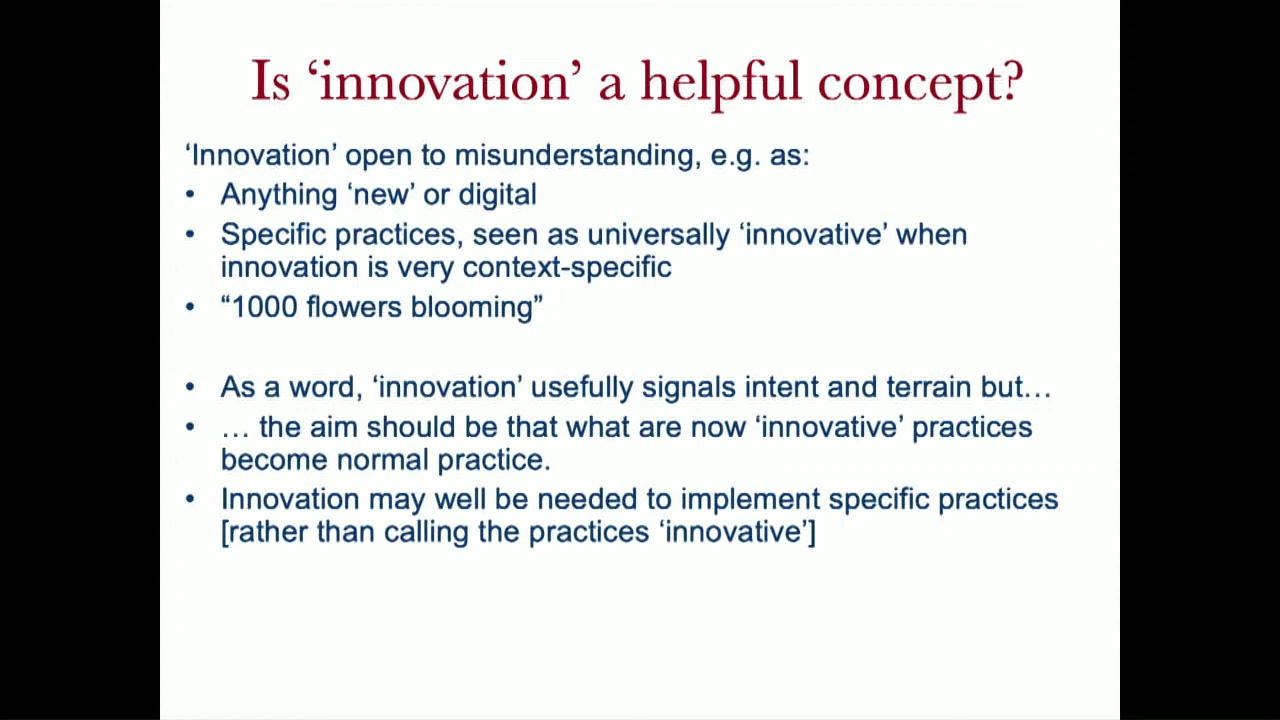 Is ‘innovation’ a helpful concept?
‘Innovation’ open to misunderstanding, e.g. as:
• Anything ‘new’ or digital
• Specific practices, seen as universally ‘innovative’ when
innovation is very context-specific
• “1000 flowers blooming”
• As a word, ‘innovation’ usefully signals intent and terrain but…
• … the aim should be that what are now ‘innovative’ practices
become normal practice.
• Innovation may well be needed to implement specific practices
[rather than calling the practices ‘innovative’]